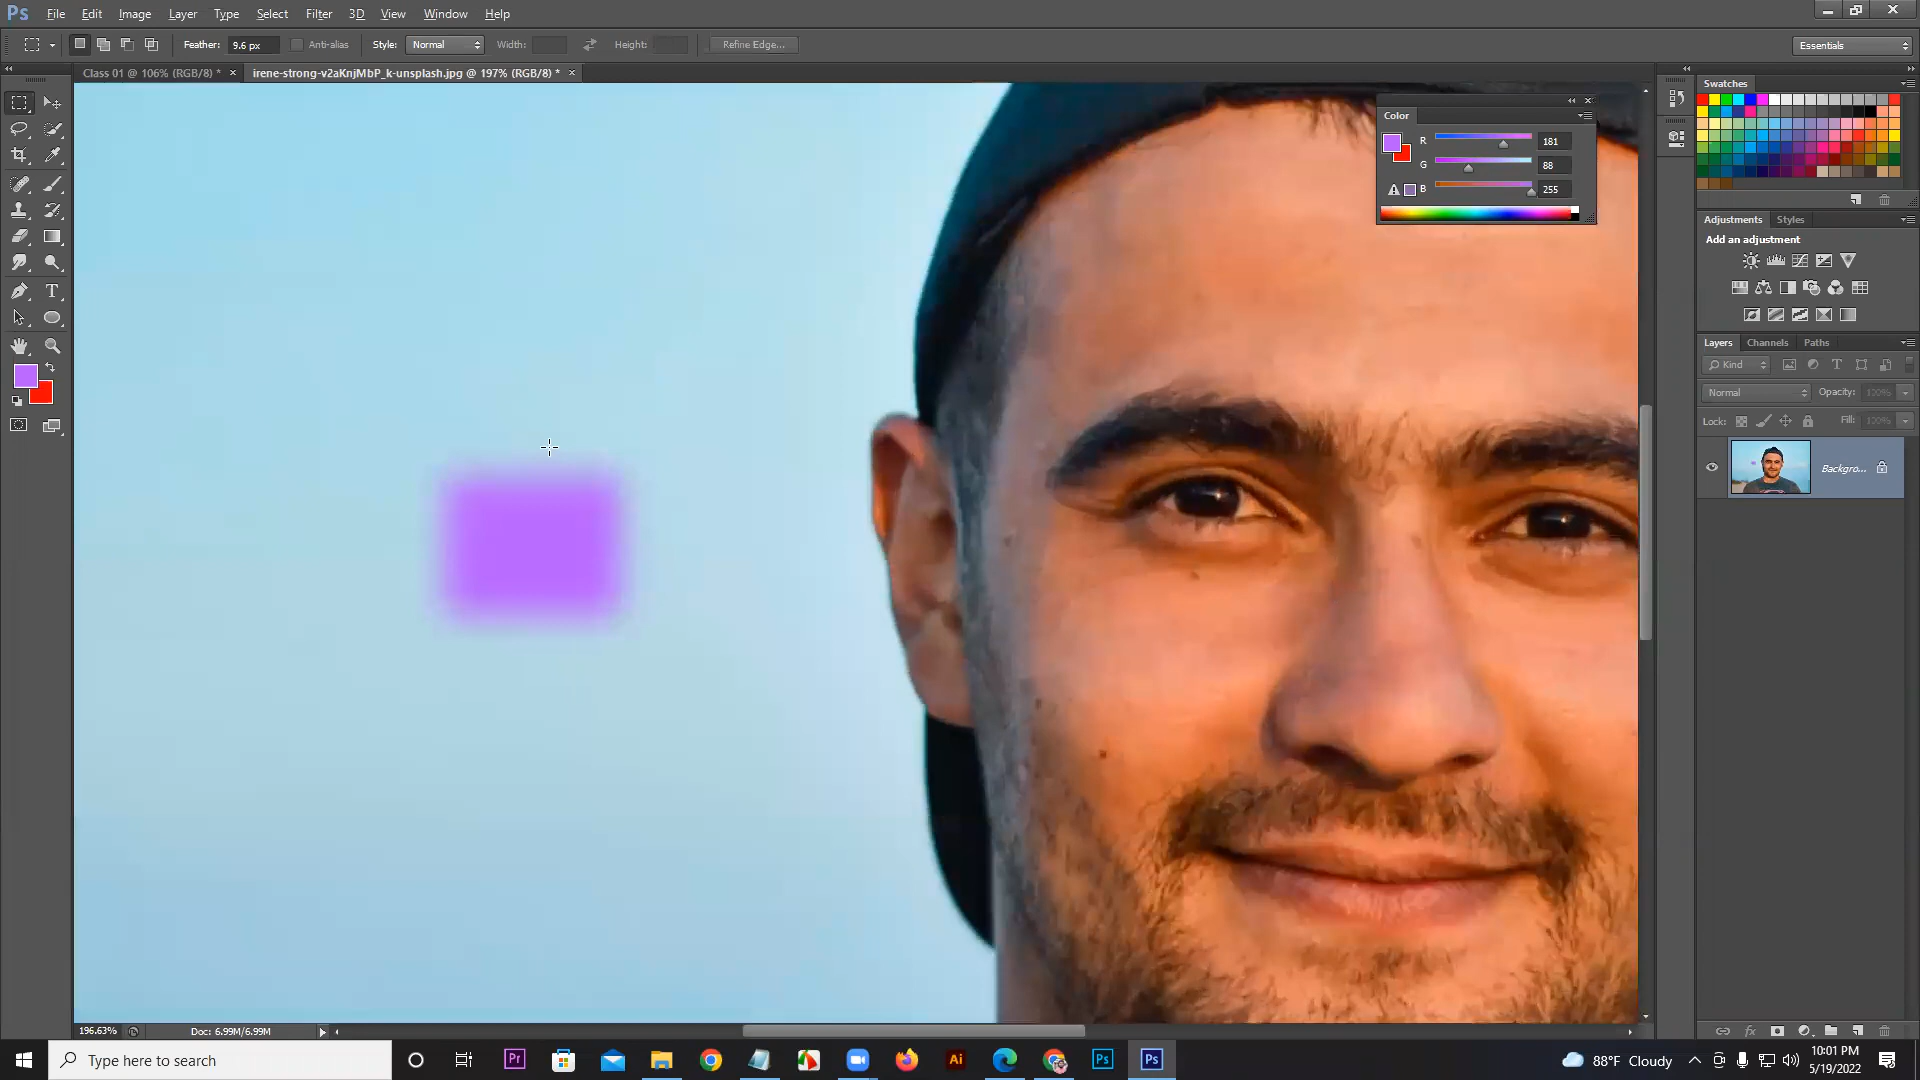 Ps File Edit Image Layer Type Select Filter 3D View Window Help
Feather: 9.6 px Anti-alias Style: Normal Width: Height: Refine Edge... Essentials
Class 01 @ 106% (RGB/8) * × irene-strong-v2aKnjMbP_k-unsplash.jpg @ 197% (RGB/8) * ×
Color
R 181
G 88
B 255
Swatches
Adjustments Styles
Add an adjustment
Layers Channels Paths
Kind
Normal Opacity: 100%
Lock: Fill: 100%
Backgro...
196.63% Doc: 6.99M/6.99M
Type here to search
Pr Ai Ps Ps
88°F Cloudy
10:01 PM
5/19/2022